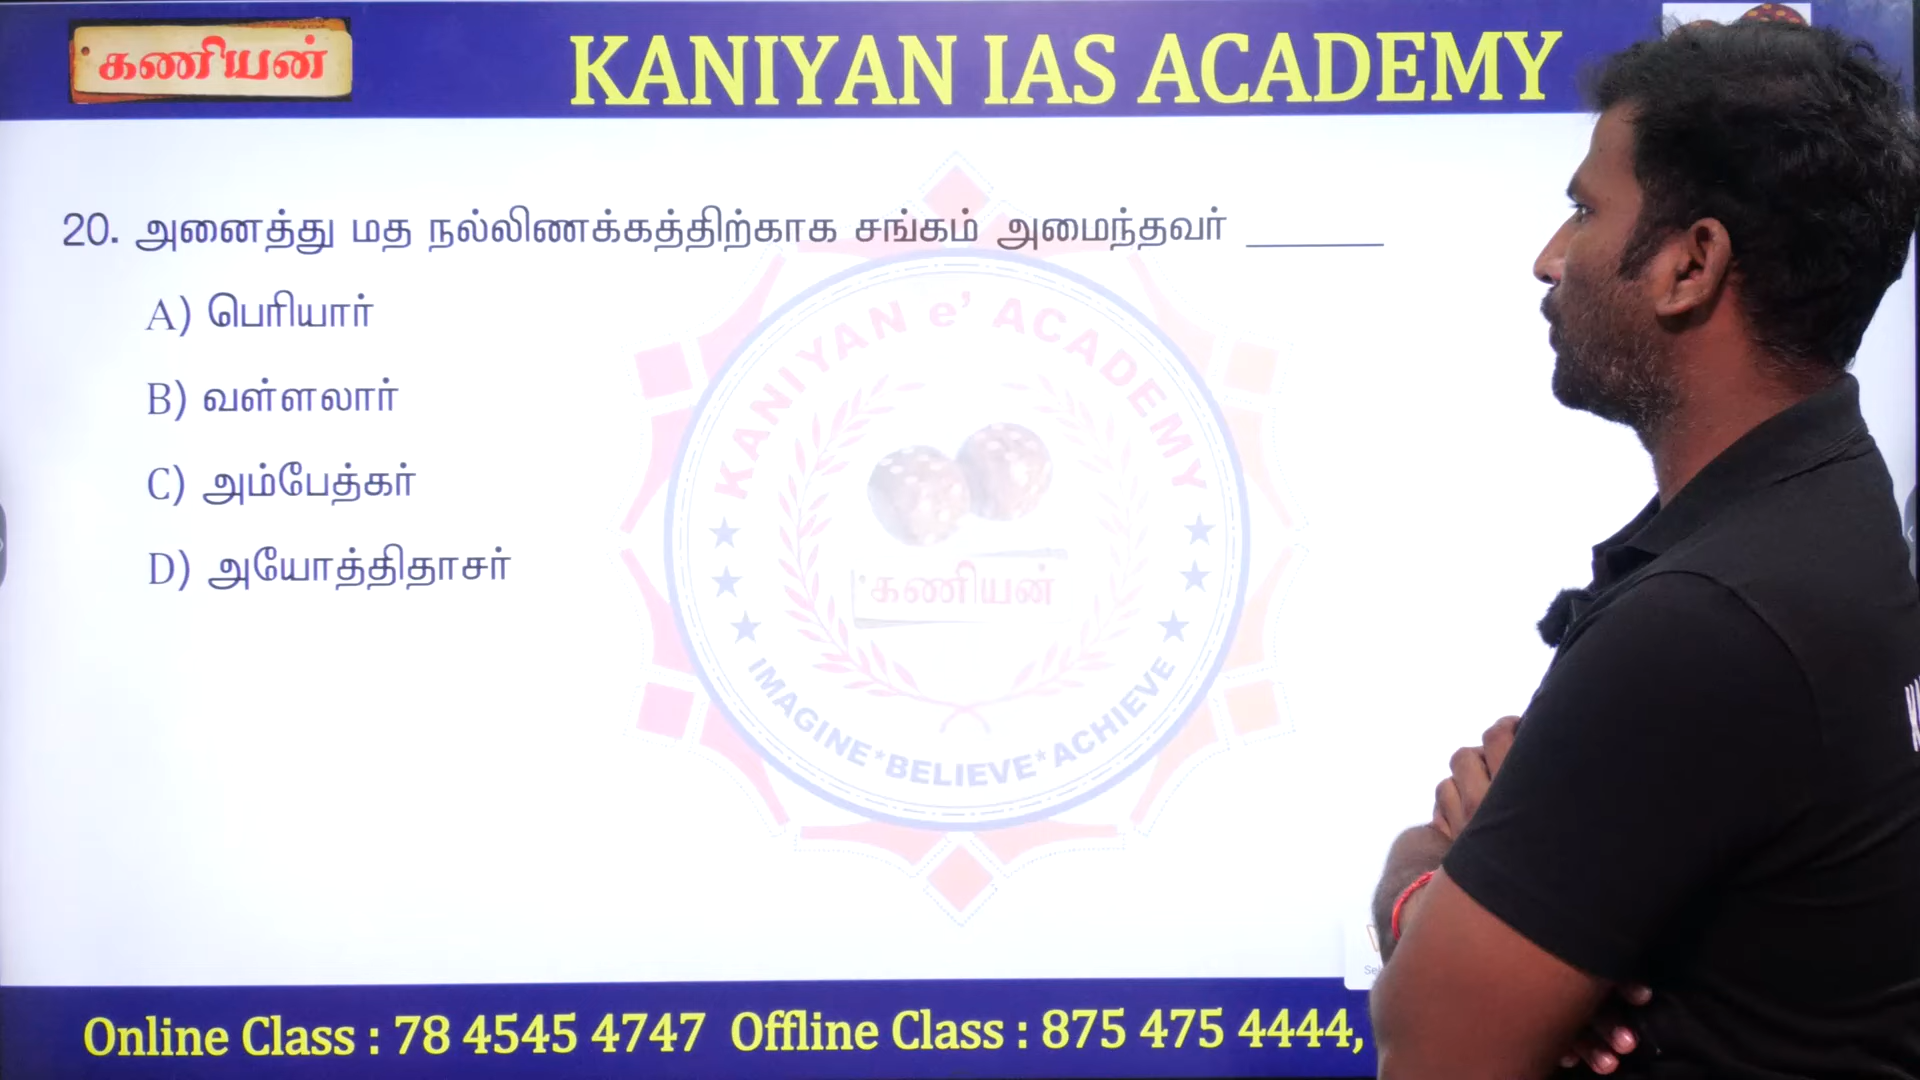 கணியன்
KANIYAN IAS ACADEMY
20. அனைத்து மத நல்லிணக்கத்திற்காக சங்கம் அமைந்தவர் ________
A) பெரியார்
B) வள்ளலார்
C) அம்பேத்கர்
D) அயோத்திதாசர்
KANIYAN e' ACADEMY
கணியன்
IMAGINE*BELIEVE*ACHIEVE
Online Class : 78 4545 4747 Offline Class : 875 475 4444,